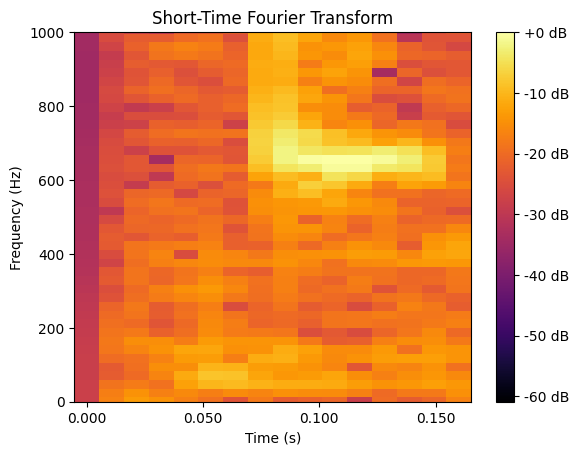 Short-Time Fourier Transform
1000
800
600
400
200
0
Frequency (Hz)
0.000
0.050
0.100
0.150
Time (s)
+0 dB
-10 dB
-20 dB
-30 dB
-40 dB
-50 dB
-60 dB